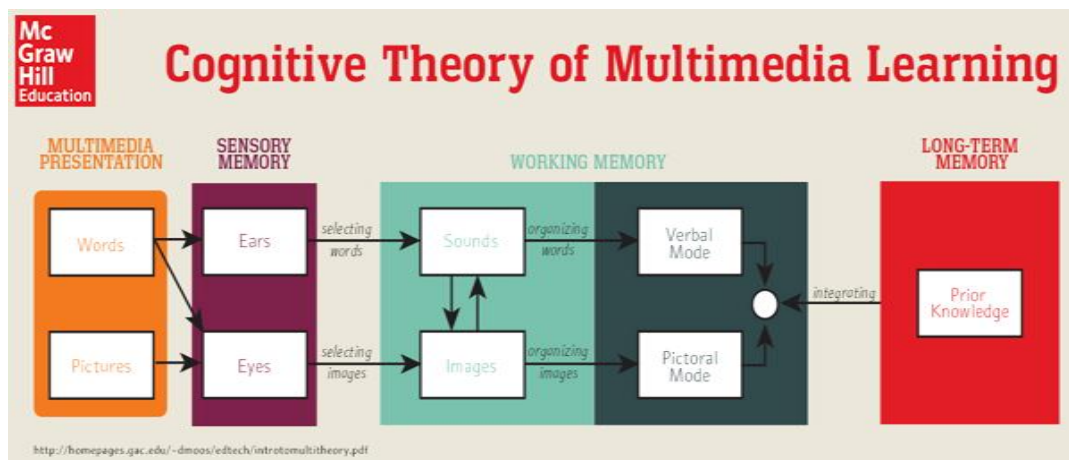 Mc
Graw
Hill
Education
Cognitive Theory of Multimedia Learning
MULTIMEDIA
PRESENTATION
SENSORY
MEMORY
WORKING MEMORY
LONG-TERM
MEMORY
Words
Ears
selecting
words
Sounds
organizing
words
Verbal
Mode
integrating
Prior
Knowledge
Pictures
Eyes
selecting
images
Images
organizing
images
Pictoral
Mode
http://homepages.gac.edu/~dmoos/edtech/introtomultitheory.pdf